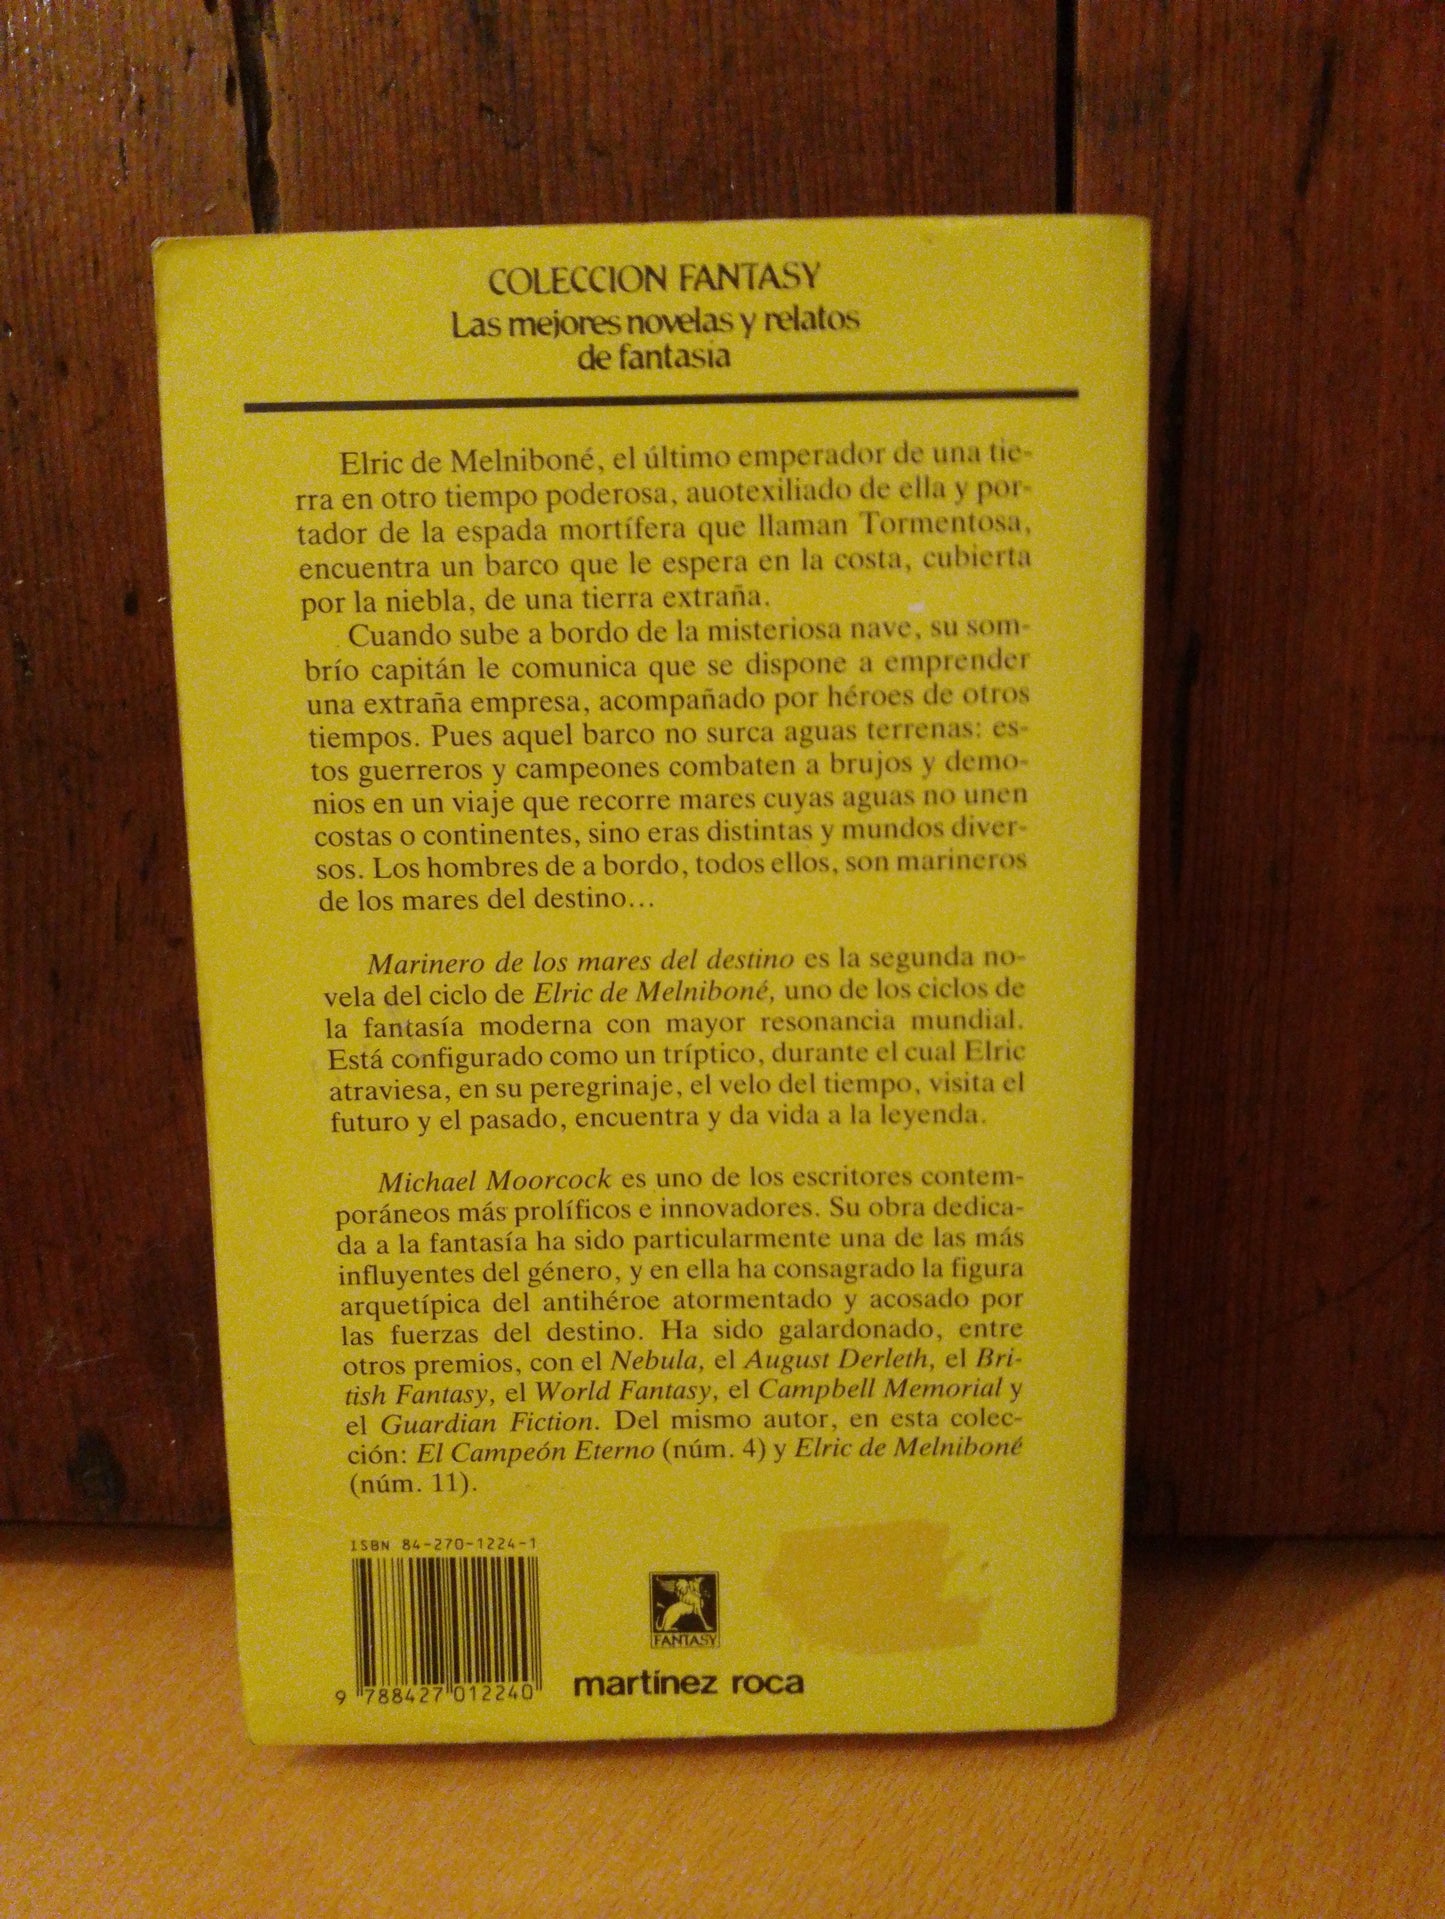 COLECCION FANTASY
Las mejores novelas y relatos
de fantasía
Elric de Melniboné, el último emperador de una tie-
rra en otro tiempo poderosa, auotexiliado de ella y por-
tador de la espada mortífera que llaman Tormentosa,
encuentra un barco que le espera en la costa, cubierta
por la niebla, de una tierra extraña.
Cuando sube a bordo de la misteriosa nave, su som-
brío capitán le comunica que se dispone a emprender
una extraña empresa, acompañado por héroes de otros
tiempos. Pues aquel barco no surca aguas terrenas: es-
tos guerreros y campeones combaten a brujos y demo-
nios en un viaje que recorre mares cuyas aguas no unen
costas o continentes, sino eras distintas y mundos diver-
sos. Los hombres de a bordo, todos ellos, son marineros
de los mares del destino...
Marinero de los mares del destino es la segunda no-
vela del ciclo de Elric de Melniboné, uno de los ciclos de
la fantasía moderna con mayor resonancia mundial.
Está configurado como un tríptico, durante el cual Elric
atraviesa, en su peregrinaje, el velo del tiempo, visita el
futuro y el pasado, encuentra y da vida a la leyenda.
Michael Moorcock es uno de los escritores contem-
poráneos más prolíficos e innovadores. Su obra dedica-
da a la fantasía ha sido particularmente una de las más
influyentes del género, y en ella ha consagrado la figura
arquetípica del antihéroe atormentado y acosado por
las fuerzas del destino. Ha sido galardonado, entre
otros premios, con el Nebula, el August Derleth, el Bri-
tish Fantasy, el World Fantasy, el Campbell Memorial y
el Guardian Fiction. Del mismo autor, en esta colec-
ción: El Campeón Eterno (núm. 4) y Elric de Melniboné
(núm. 11).
ISBN 84-270-1224-1
FANTASY
9 788427 012240
martínez roca